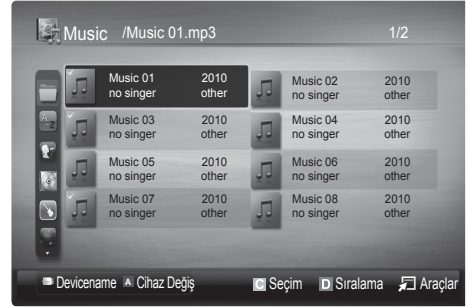 Music /Music 01.mp3 1/2
Music 01 2010 Music 02 2010
no singer other no singer other
Music 03 2010 Music 04 2010
no singer other no singer other
Music 05 2010 Music 06 2010
no singer other no singer other
Music 07 2010 Music 08 2010
no singer other no singer other
Devicename A Cihaz Değiş C Seçim D Sıralama Araçlar